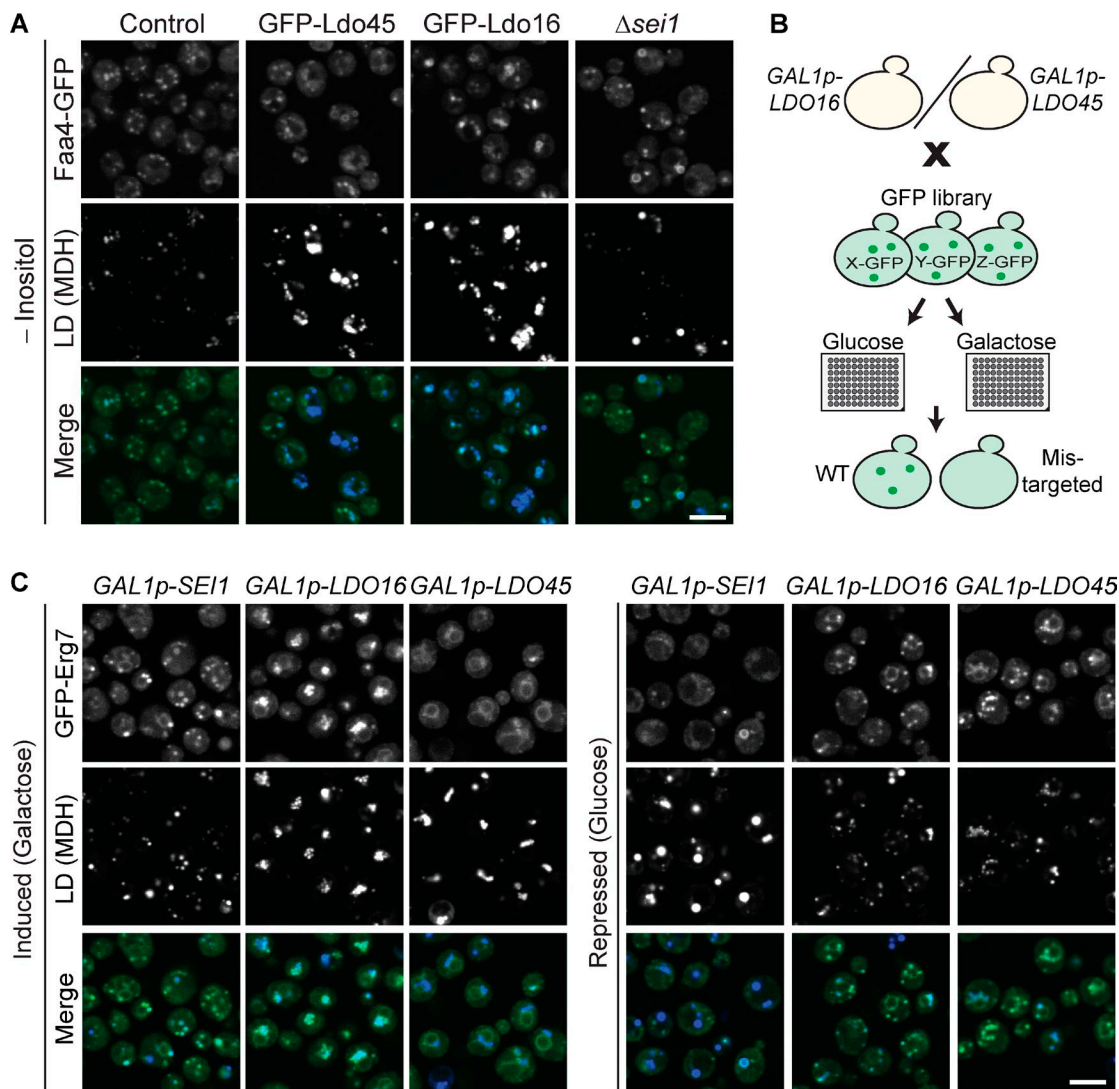 A
Control
GFP-Ldo45
GFP-Ldo16
Δsei1
– Inositol
Faa4-GFP
LD (MDH)
Merge
B
GAL1p-
LDO16
GAL1p-
LDO45
X
GFP library
X-GFP
Y-GFP
Z-GFP
Glucose
Galactose
WT
Mis-
targeted
C
GAL1p-SEI1
GAL1p-LDO16
GAL1p-LDO45
GAL1p-SEI1
GAL1p-LDO16
GAL1p-LDO45
Induced (Galactose)
GFP-Erg7
LD (MDH)
Merge
Repressed (Glucose)